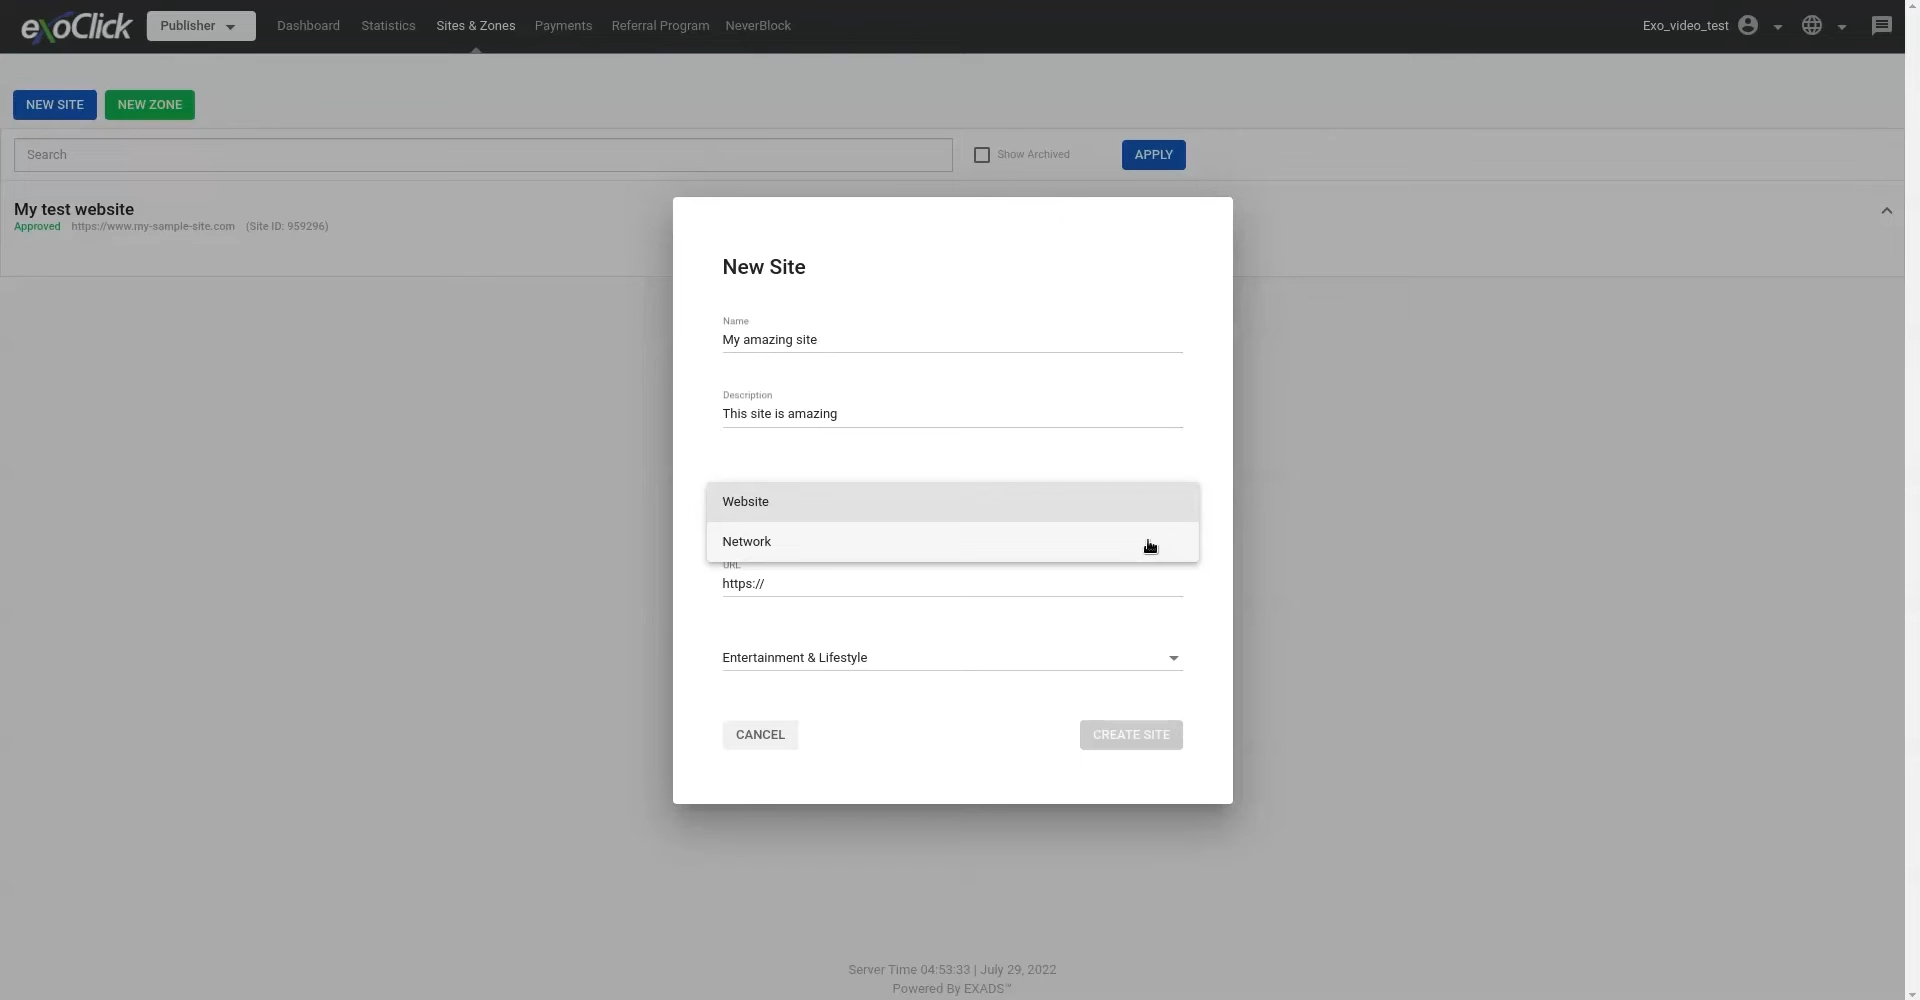 exoClick
Publisher
Dashboard
Statistics
Sites & Zones
Payments
Referral Program
NeverBlock
Exo_video_test
NEW SITE
NEW ZONE
Search
Show Archived
APPLY
My test website
Approved https://www.my-sample-site.com (Site ID: 959296)
New Site
Name
My amazing site
Description
This site is amazing
Website
Network
URL
https://
Entertainment & Lifestyle
CANCEL
CREATE SITE
Server Time 04:53:33 | July 29, 2022
Powered By EXADS™